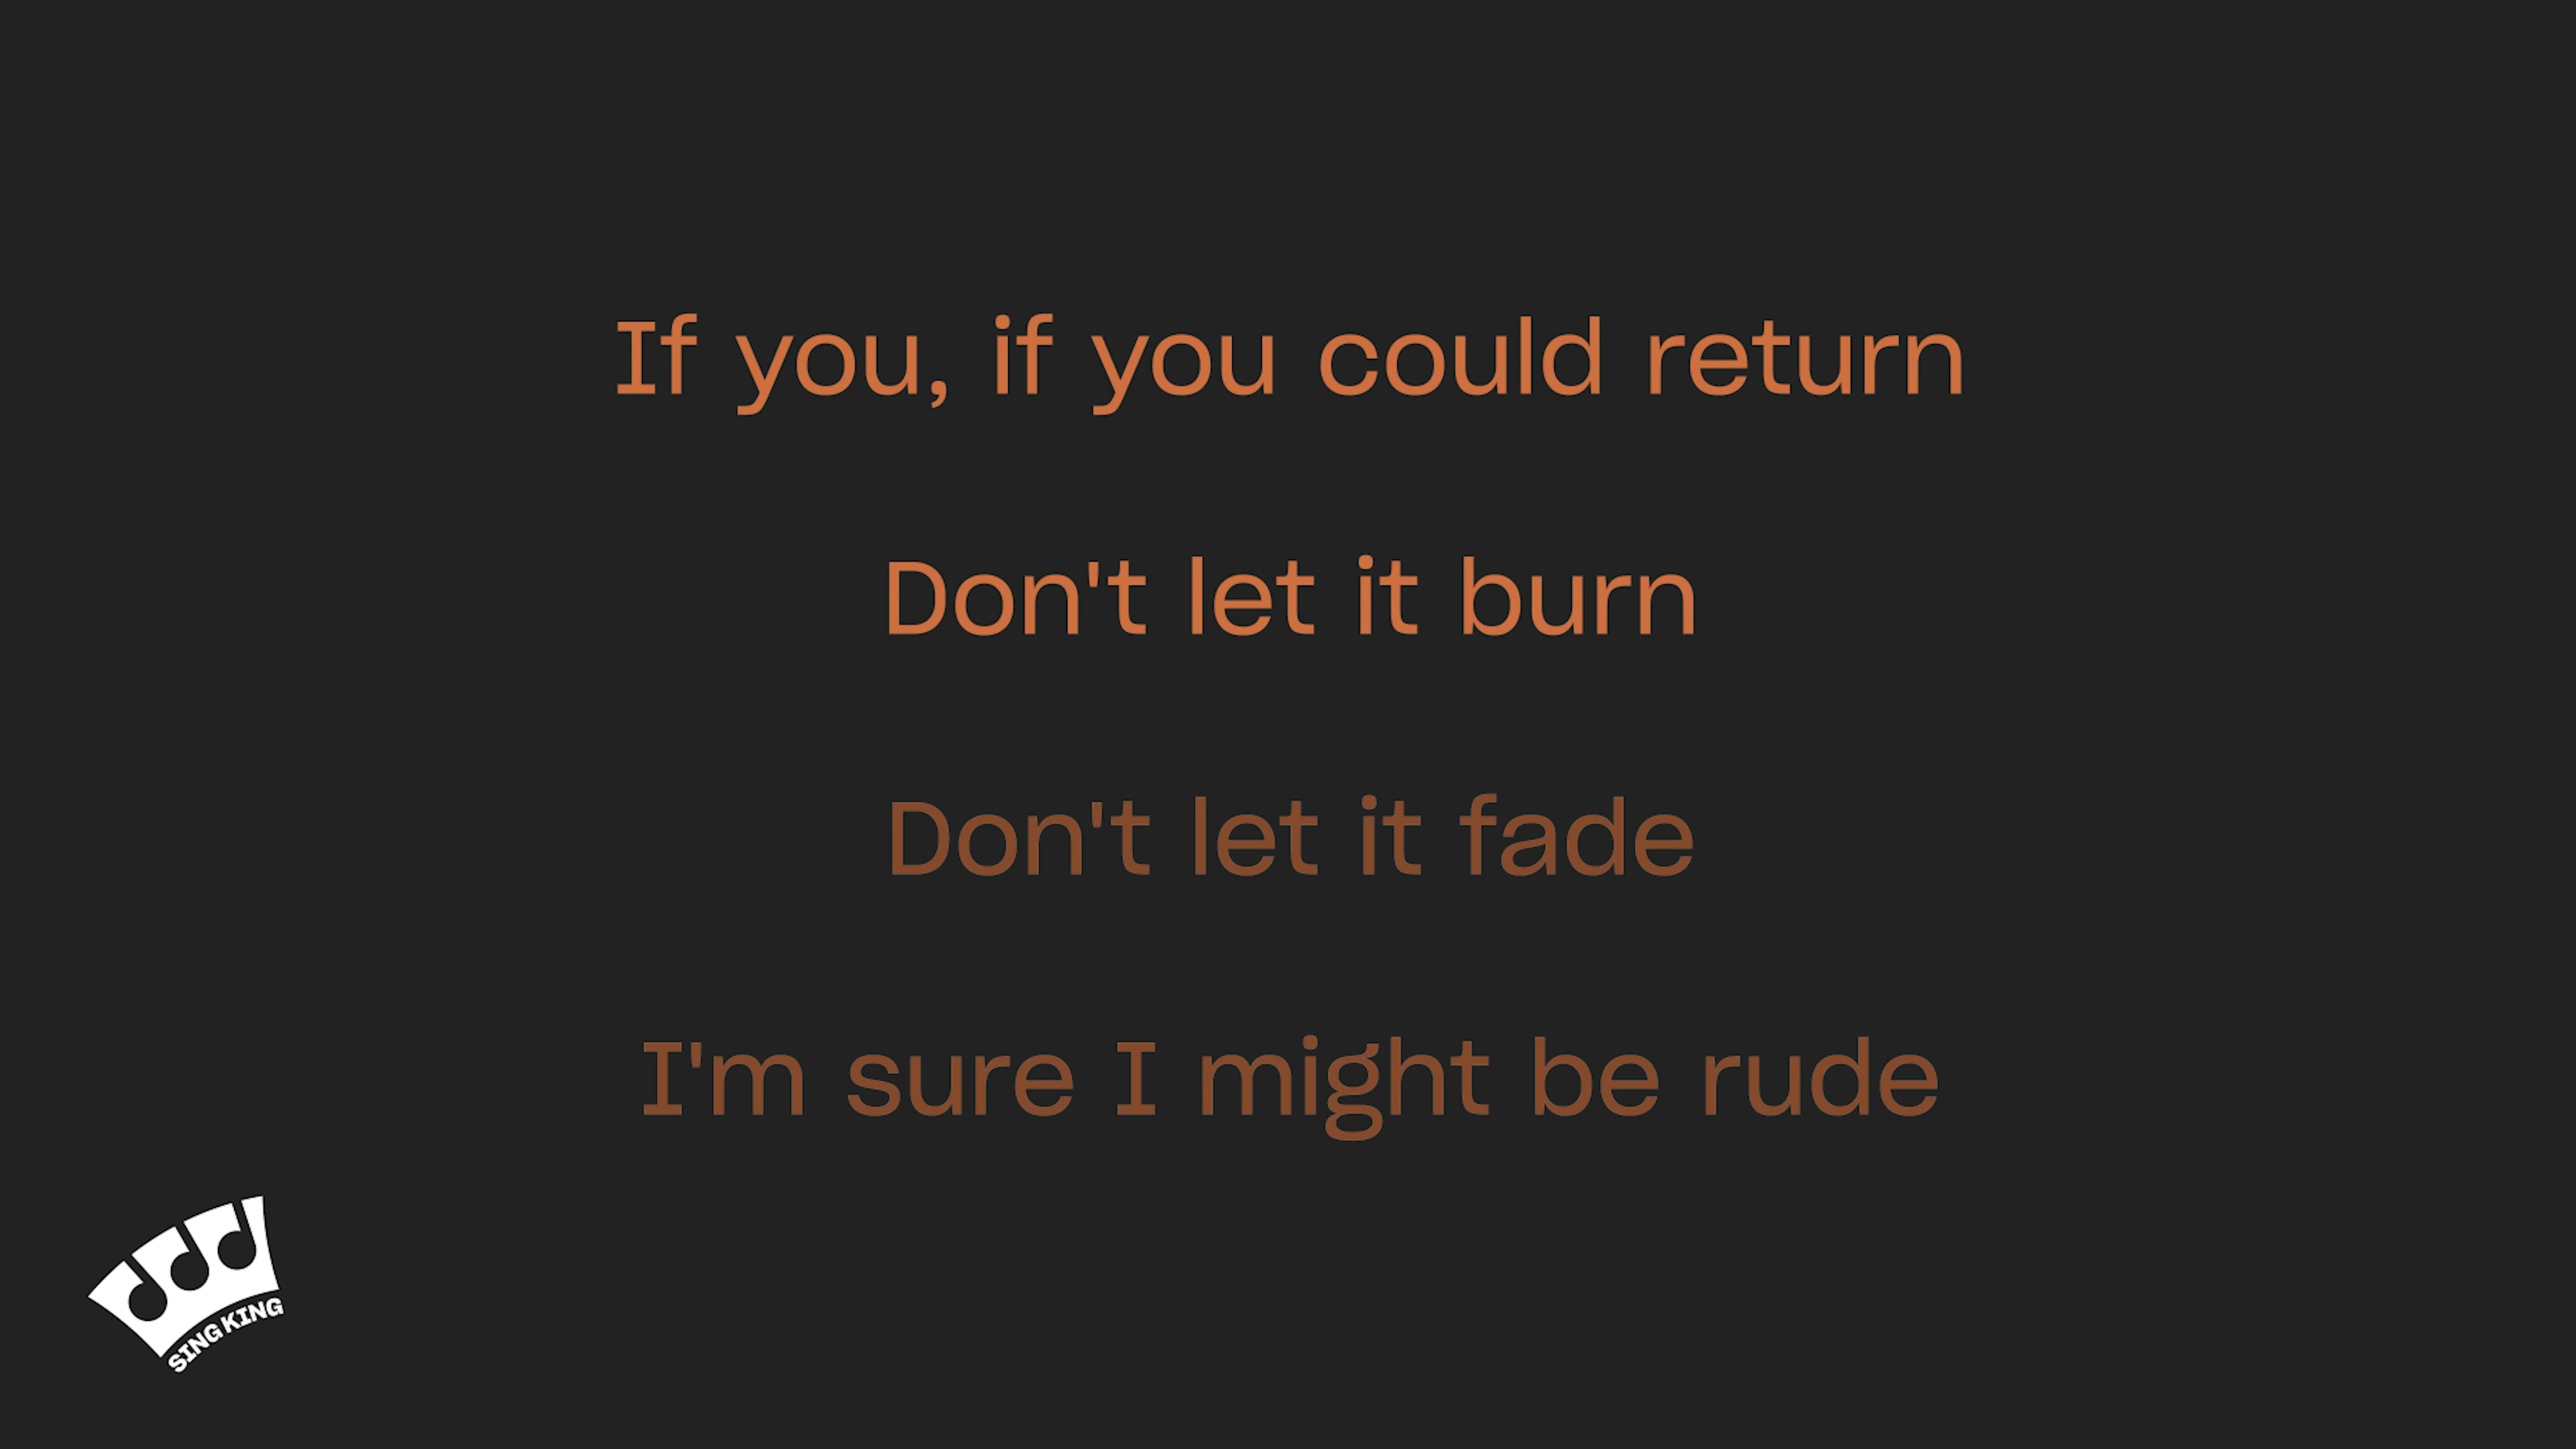 If you, if you could return
Don't let it burn
Don't let it fade
I'm sure I might be rude
SING KING